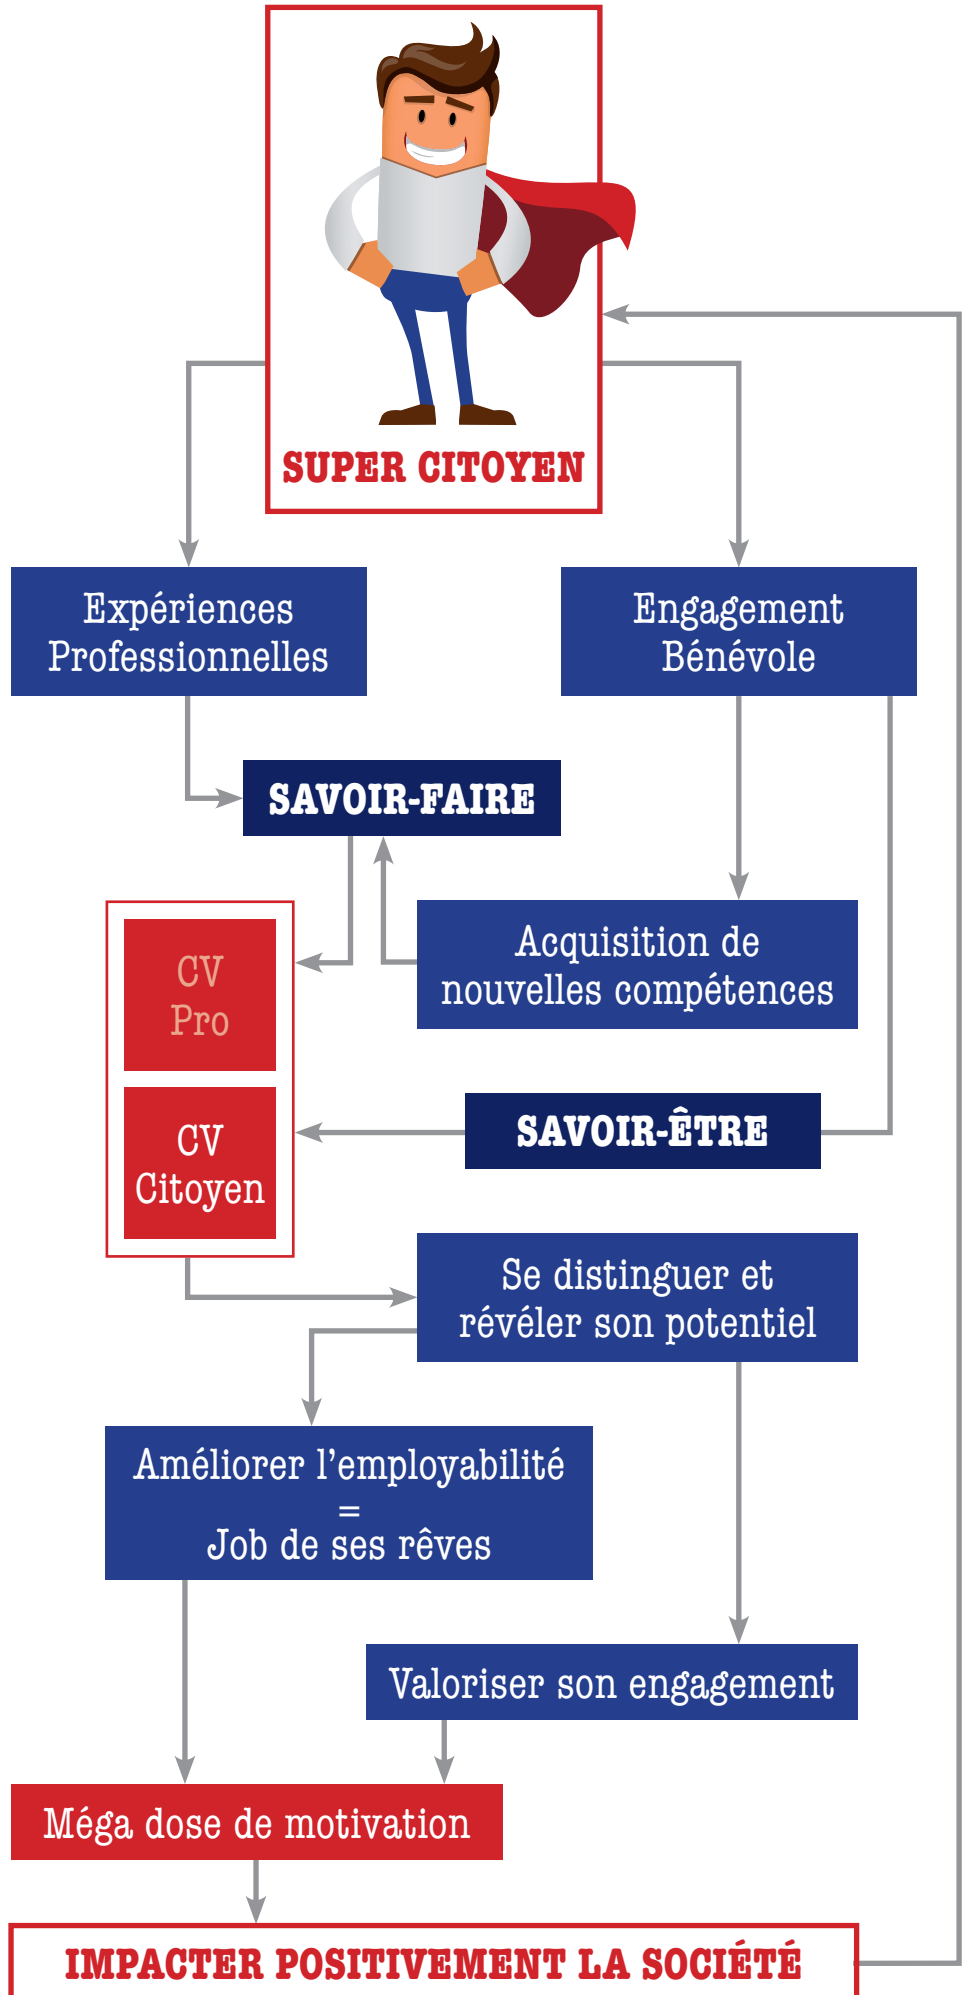 SUPER CITOYEN
Expériences
Professionnelles
Engagement
Bénévole
SAVOIR-FAIRE
Acquisition de
nouvelles compétences
CV
Pro
SAVOIR-ÊTRE
CV
Citoyen
Se distinguer et
révéler son potentiel
Améliorer l’employabilité
=
Job de ses rêves
Valoriser son engagement
Méga dose de motivation
IMPACTER POSITIVEMENT LA SOCIÉTÉ